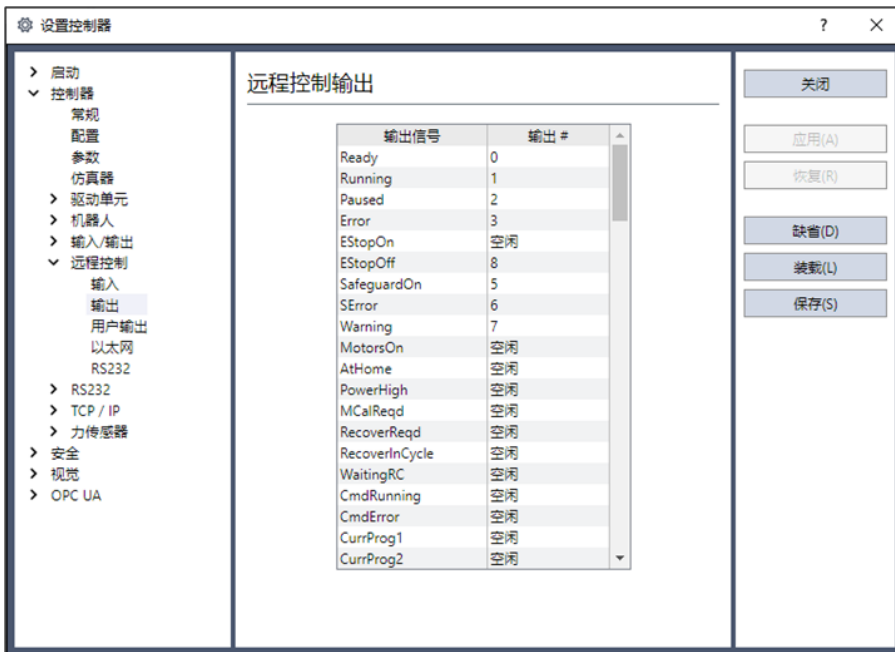 设置控制器
?
启动
控制器
常规
配置
参数
仿真器
驱动单元
机器人
输入/输出
远程控制
输入
输出
用户输出
以太网
RS232
RS232
TCP / IP
力传感器
安全
视觉
OPC UA
远程控制输出
输出信号 输出 #
Ready 0
Running 1
Paused 2
Error 3
EStopOn 空闲
EStopOff 8
SafeguardOn 5
SError 6
Warning 7
MotorsOn 空闲
AtHome 空闲
PowerHigh 空闲
MCalReqd 空闲
RecoverReqd 空闲
RecoverInCycle 空闲
WaitingRC 空闲
CmdRunning 空闲
CmdError 空闲
CurrProg1 空闲
CurrProg2 空闲
关闭
应用(A)
恢复(R)
缺省(D)
装载(L)
保存(S)